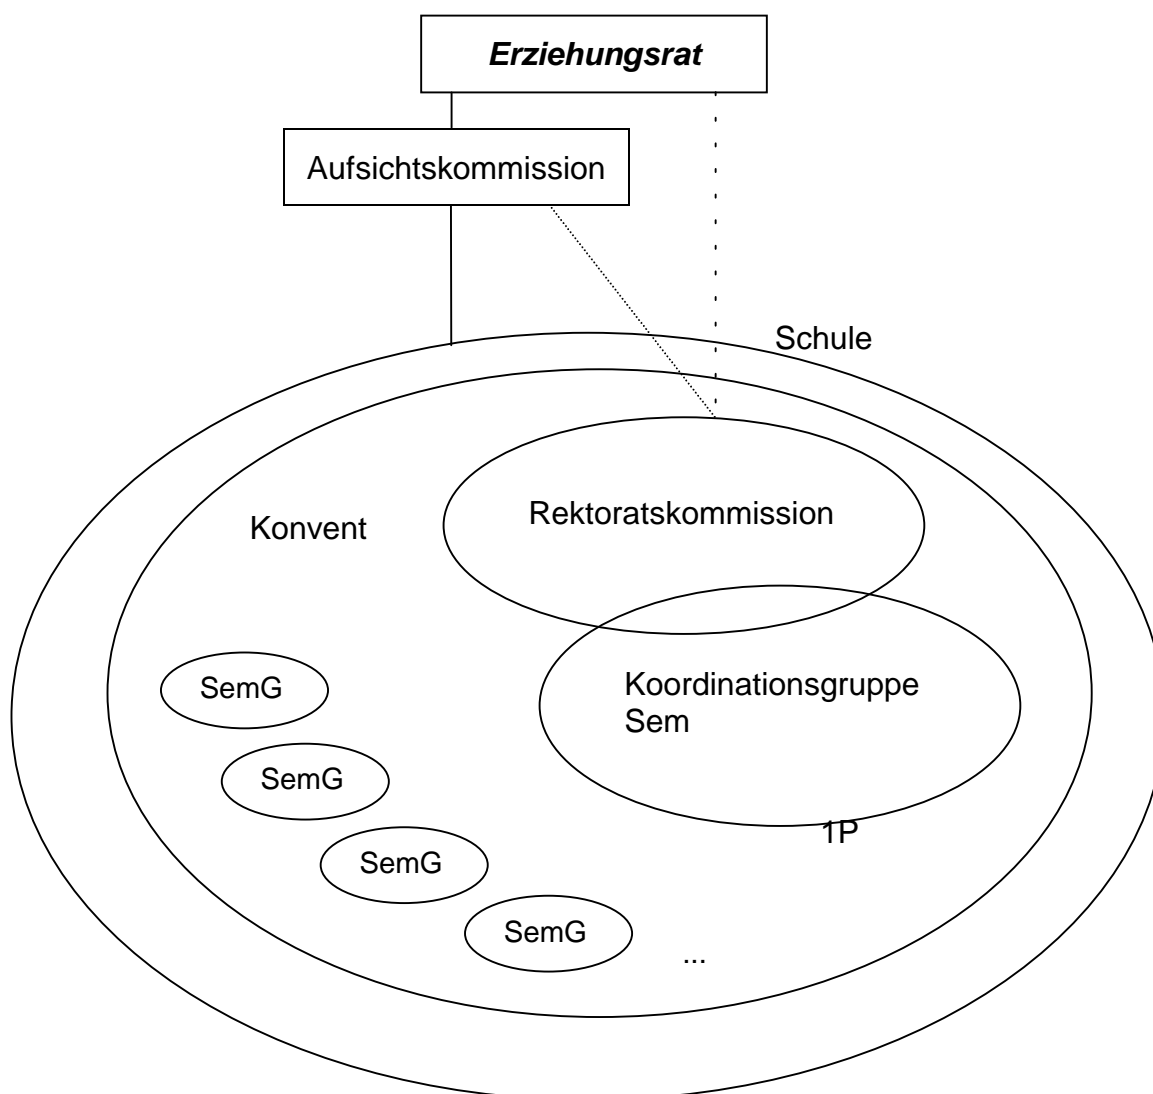 Erziehungsrat
Aufsichtskommission
Schule
Rektoratskommission
Konvent
Koordinationsgruppe
Sem
SemG
SemG
1P
SemG
SemG
...